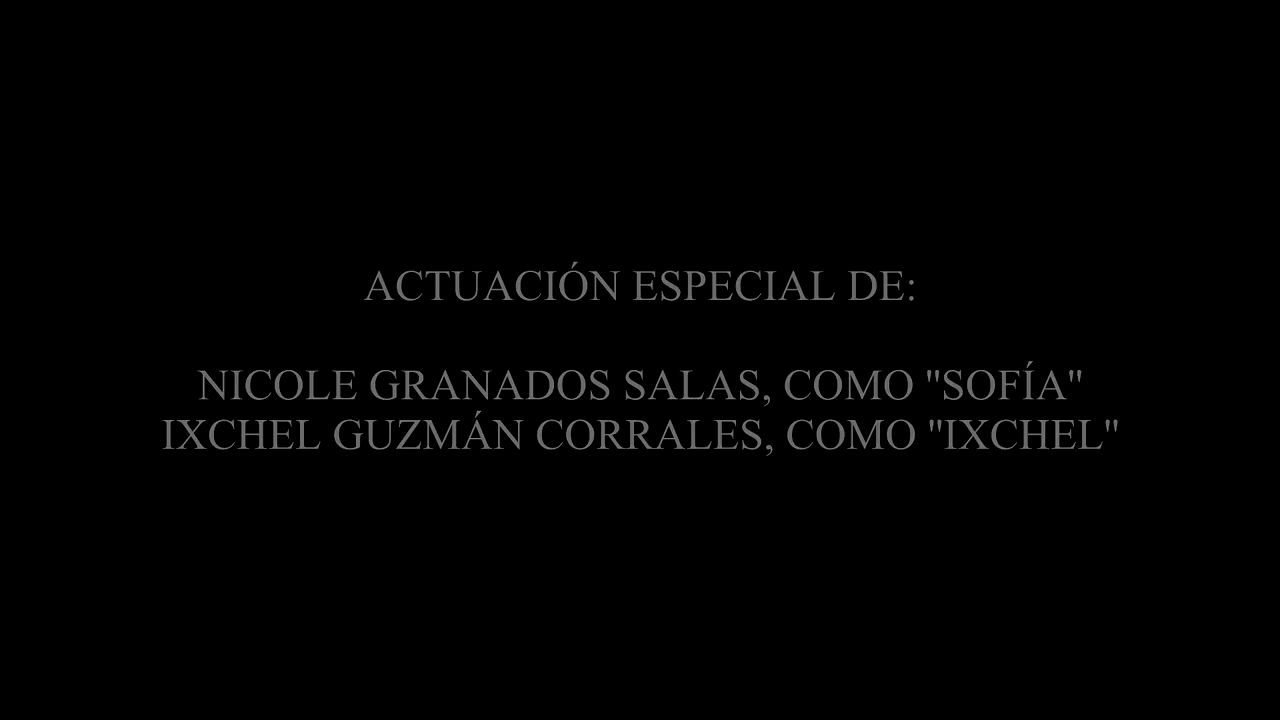 ACTUACIÓN ESPECIAL DE:
NICOLE GRANADOS SALAS, COMO "SOFÍA"
IXCHEL GUZMÁN CORRALES, COMO "IXCHEL"